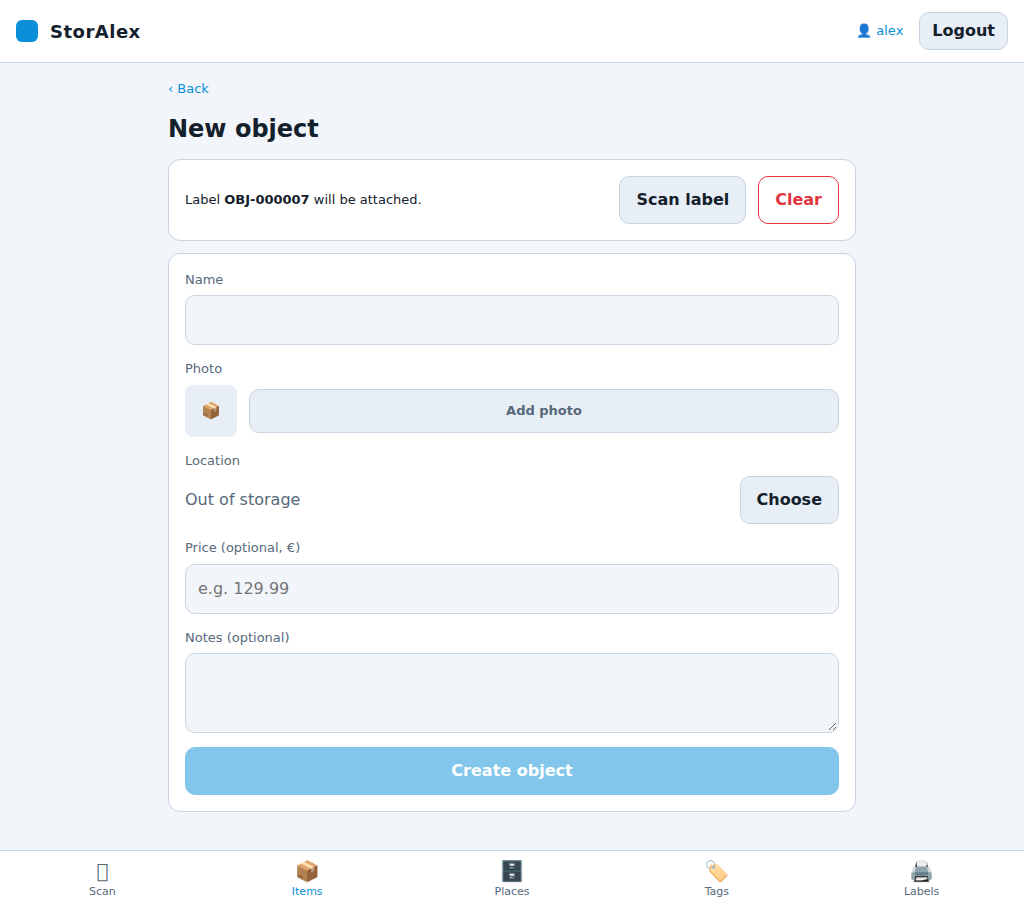 StorAlex
alex
Logout
‹ Back
New object
Label OBJ-000007 will be attached.
Scan label
Clear
Name
Photo
Add photo
Location
Out of storage
Choose
Price (optional, €)
e.g. 129.99
Notes (optional)
Create object
Scan
Items
Places
Tags
Labels